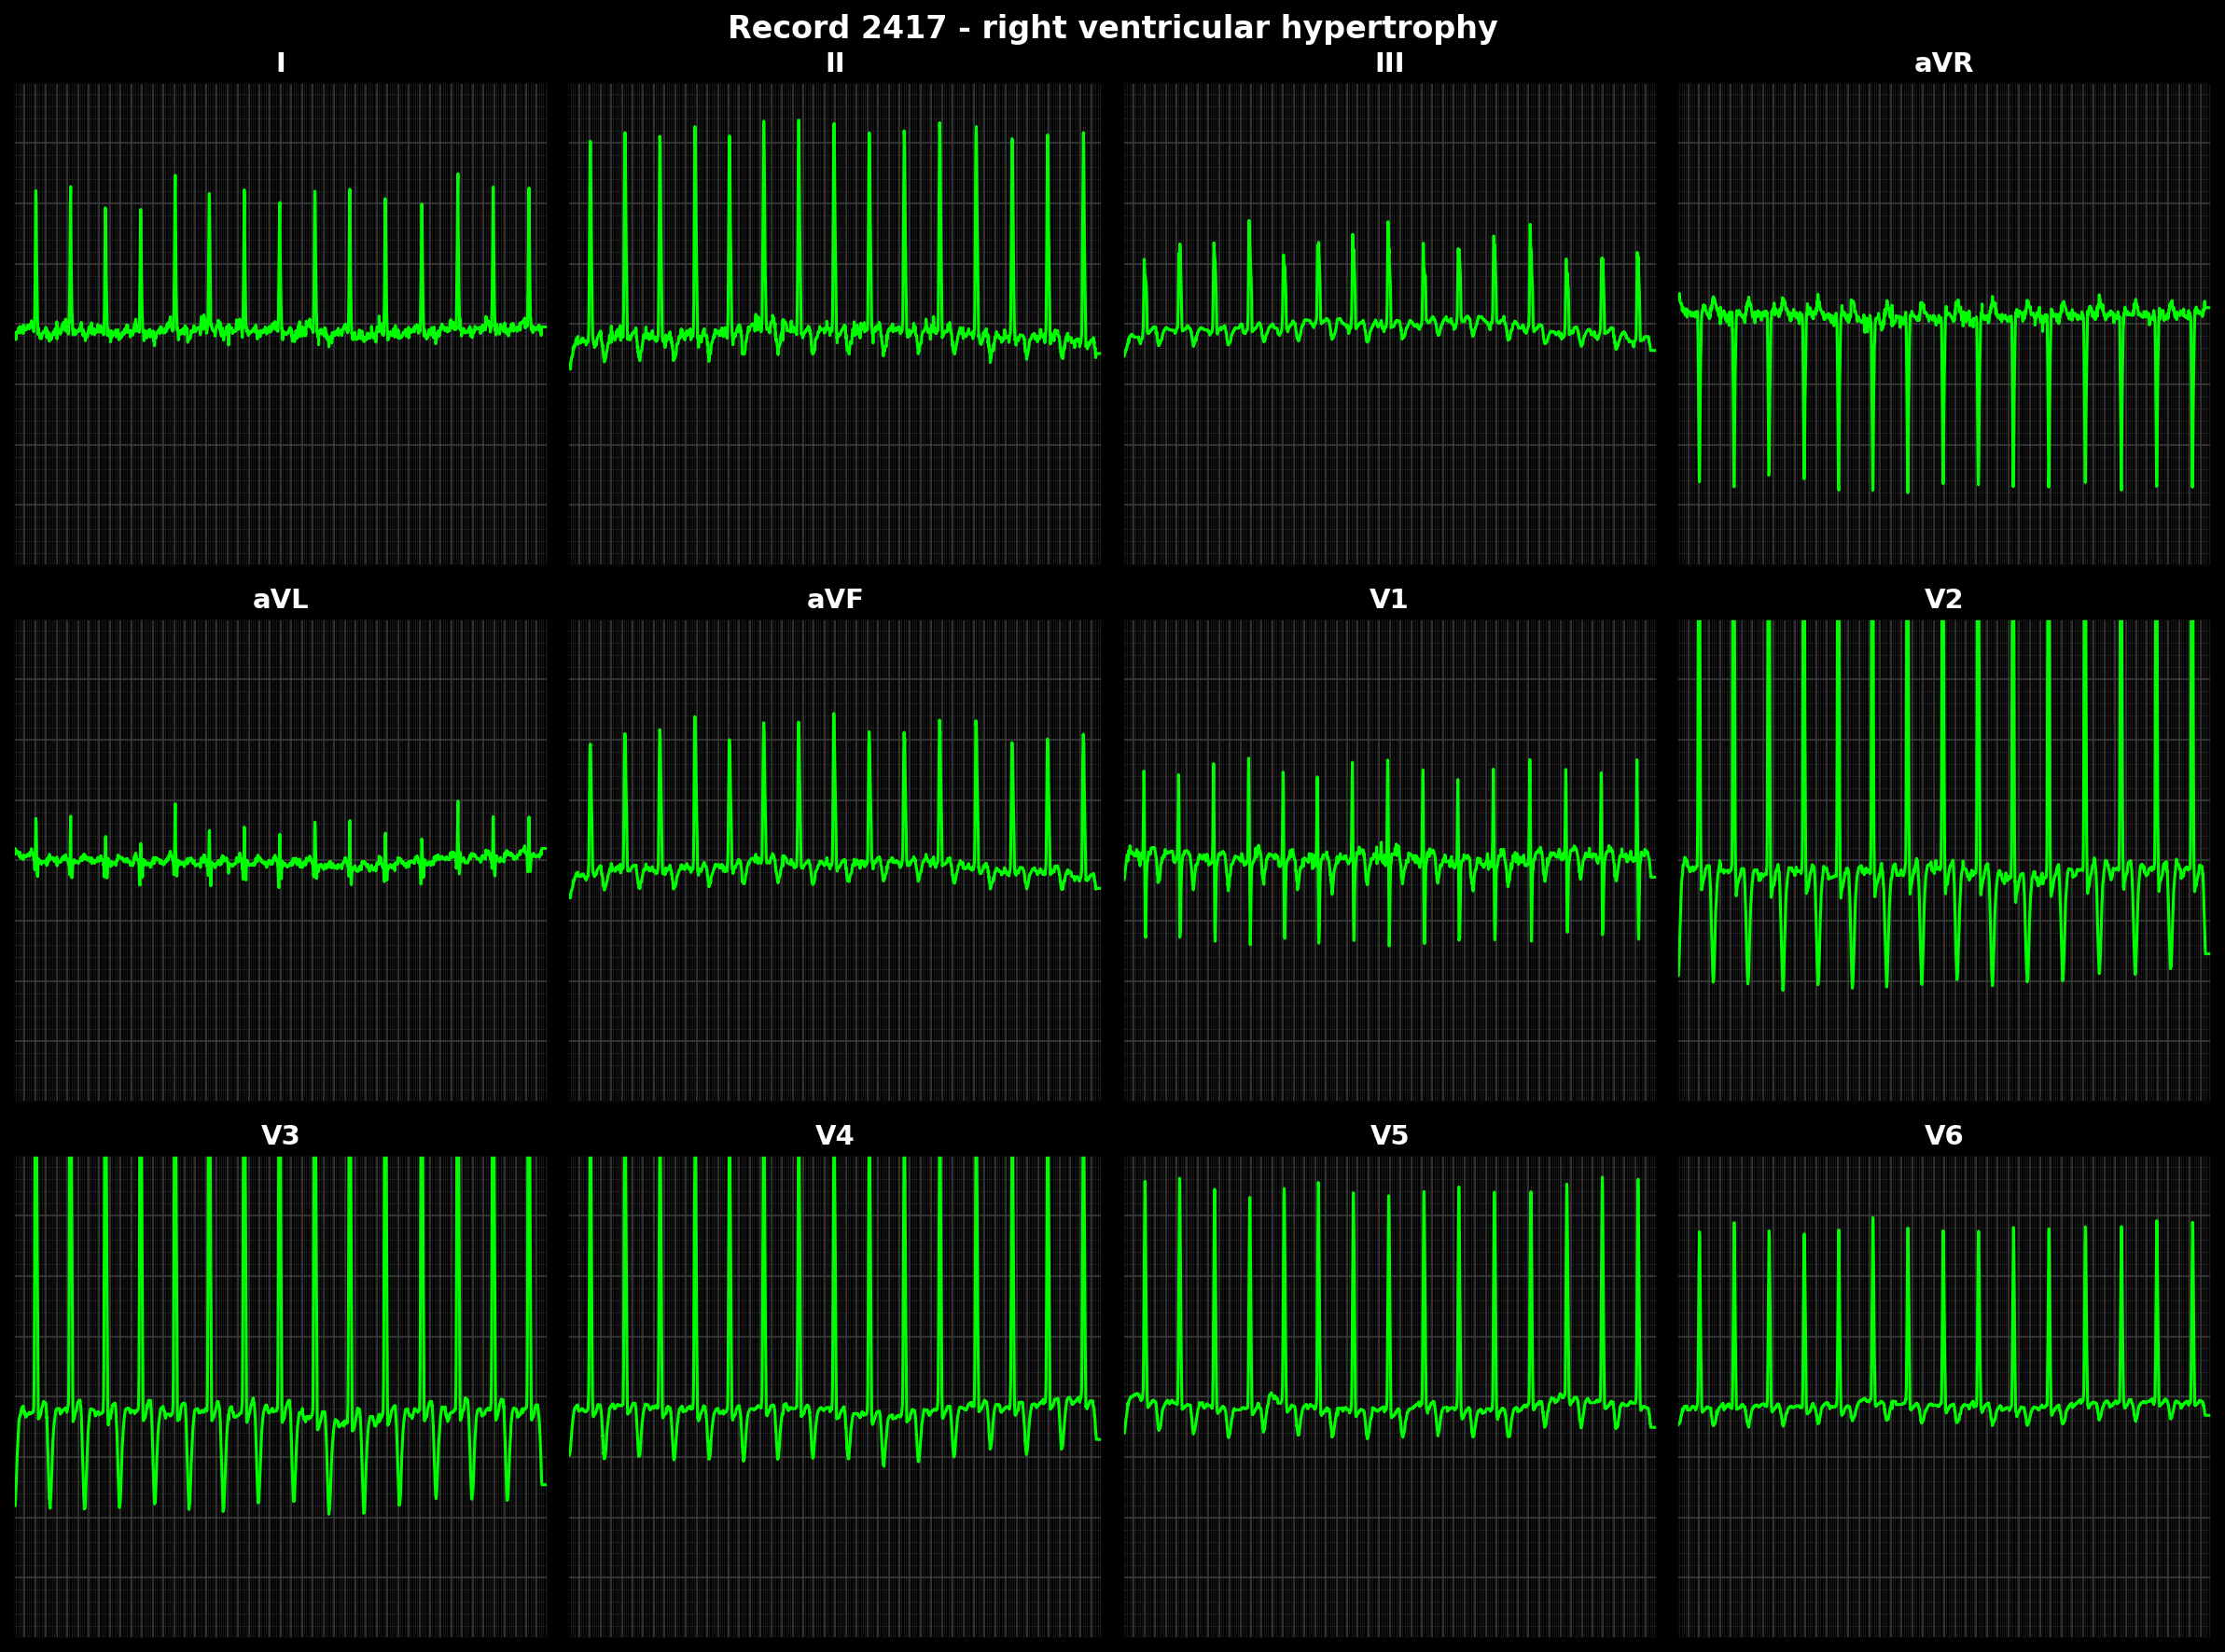 Record 2417 - right ventricular hypertrophy
I II III aVR
aVL aVF V1 V2
V3 V4 V5 V6